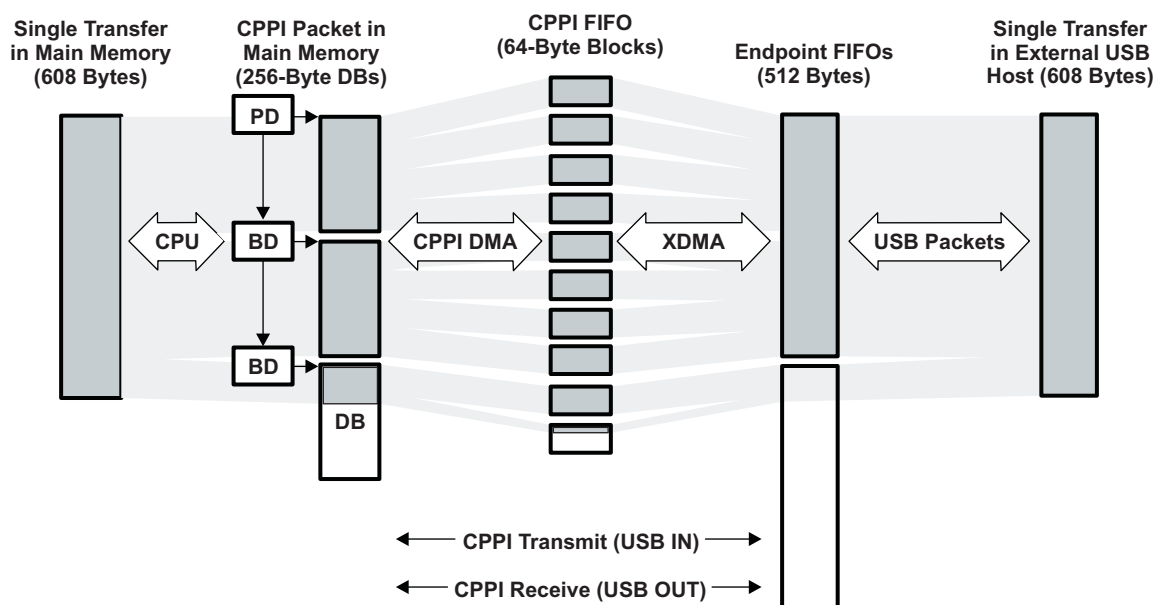 Single Transfer
in Main Memory
(608 Bytes)
CPPI Packet in
Main Memory
(256-Byte DBs)
CPPI FIFO
(64-Byte Blocks)
Endpoint FIFOs
(512 Bytes)
Single Transfer
in External USB
Host (608 Bytes)
PD
CPU
BD
CPPI DMA
XDMA
USB Packets
BD
DB
CPPI Transmit (USB IN)
CPPI Receive (USB OUT)